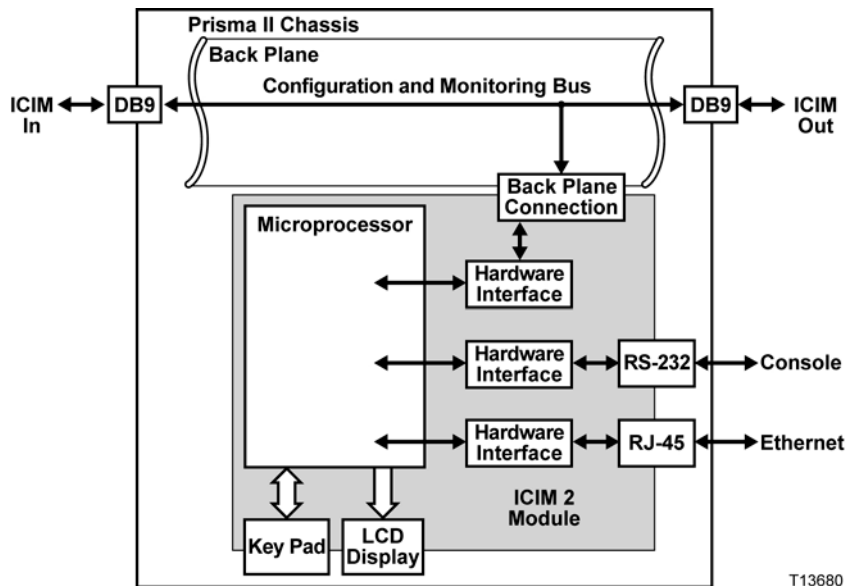 Prisma II Chassis
Back Plane
Configuration and Monitoring Bus
ICIM
In
DB9
DB9
ICIM
Out
Back Plane
Connection
Microprocessor
Hardware
Interface
Hardware
Interface
RS-232
Console
Hardware
Interface
RJ-45
Ethernet
ICIM 2
Module
Key Pad
LCD
Display
T13680